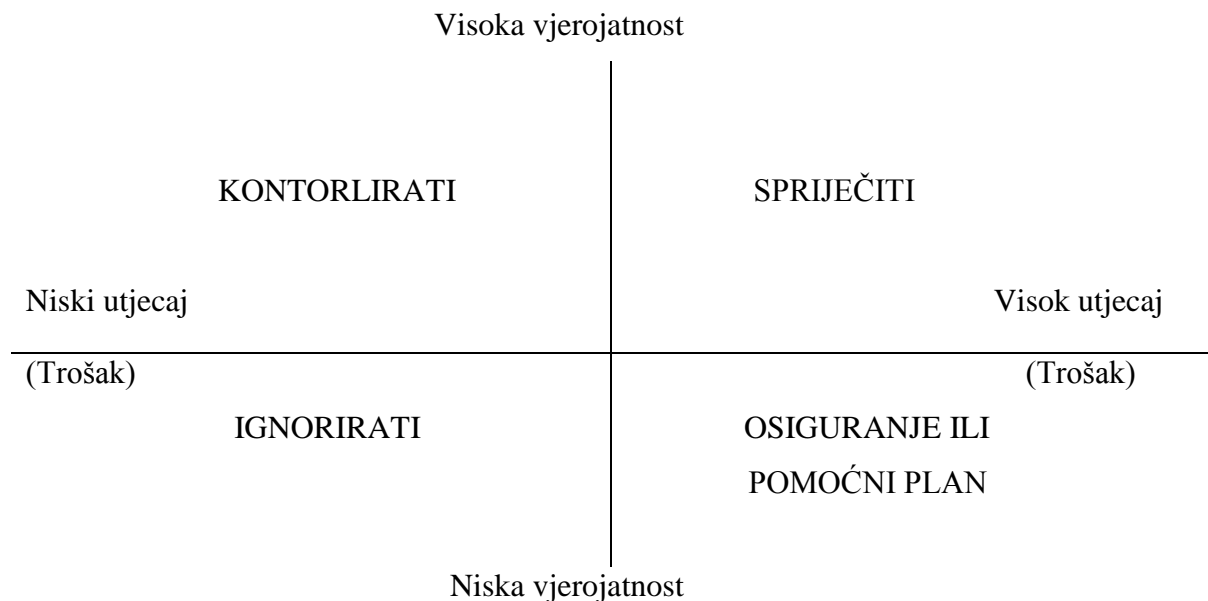 Visoka vjerojatnost
KONTORLIRATI SPRIJEČITI
Niski utjecaj Visok utjecaj
(Trošak) (Trošak)
IGNORIRATI OSIGURANJE ILI
POMOĆNI PLAN
Niska vjerojatnost